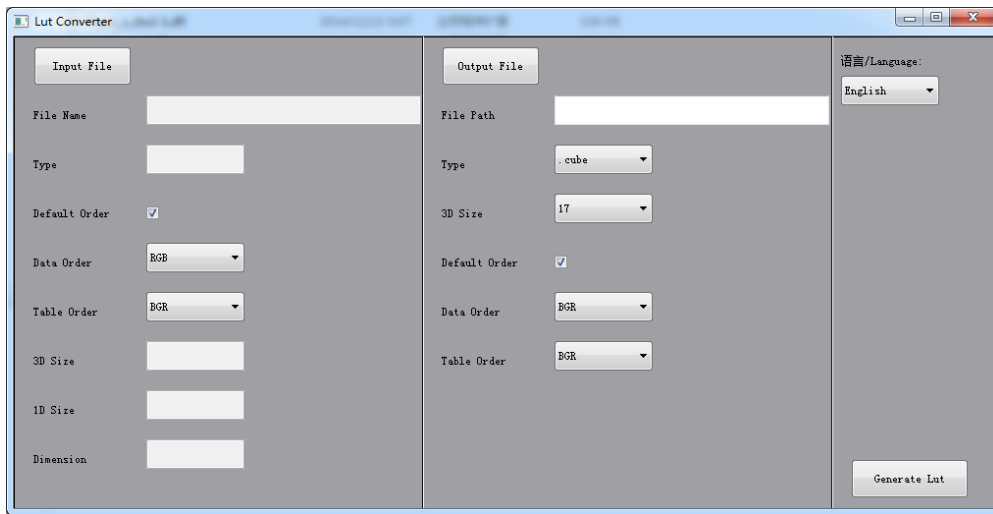 Lut Converter
Input File
File Name
Type
Default Order
Data Order RGB
Table Order BGR
3D Size
1D Size
Dimension
Output File
File Path
Type .cube
3D Size 17
Default Order
Data Order BGR
Table Order BGR
语言/Language:
English
Generate Lut